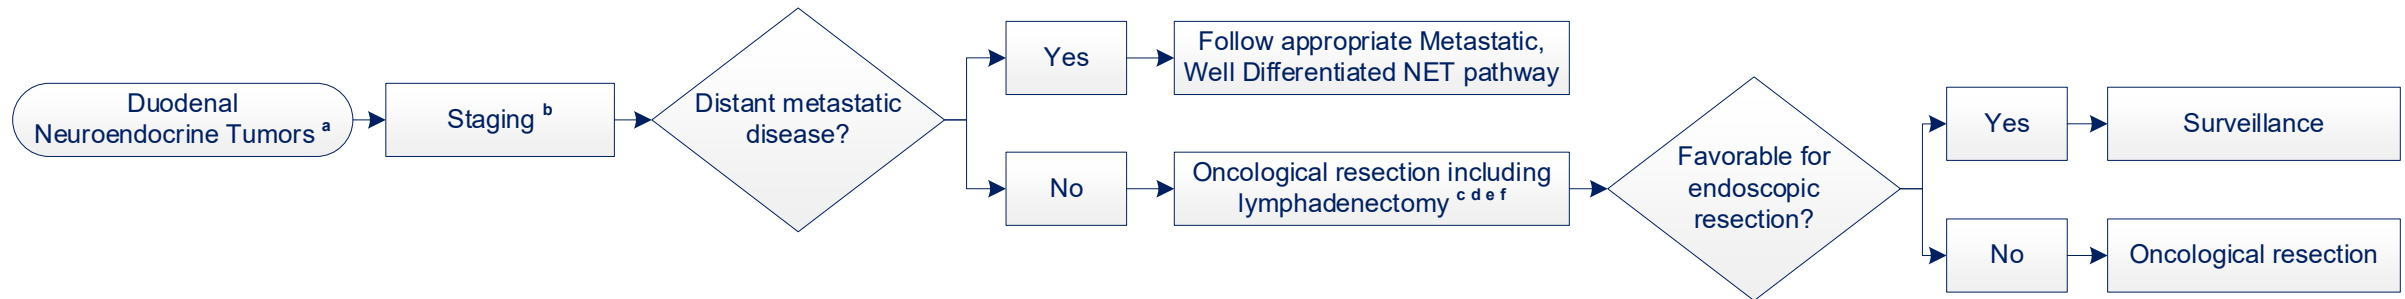 Duodenal
Neuroendocrine Tumors a
Staging b
Distant metastatic
disease?
Yes
Follow appropriate Metastatic,
Well Differentiated NET pathway
No
Oncological resection including
lymphadenectomy c d e f
Favorable for
endoscopic
resection?
Yes
Surveillance
No
Oncological resection